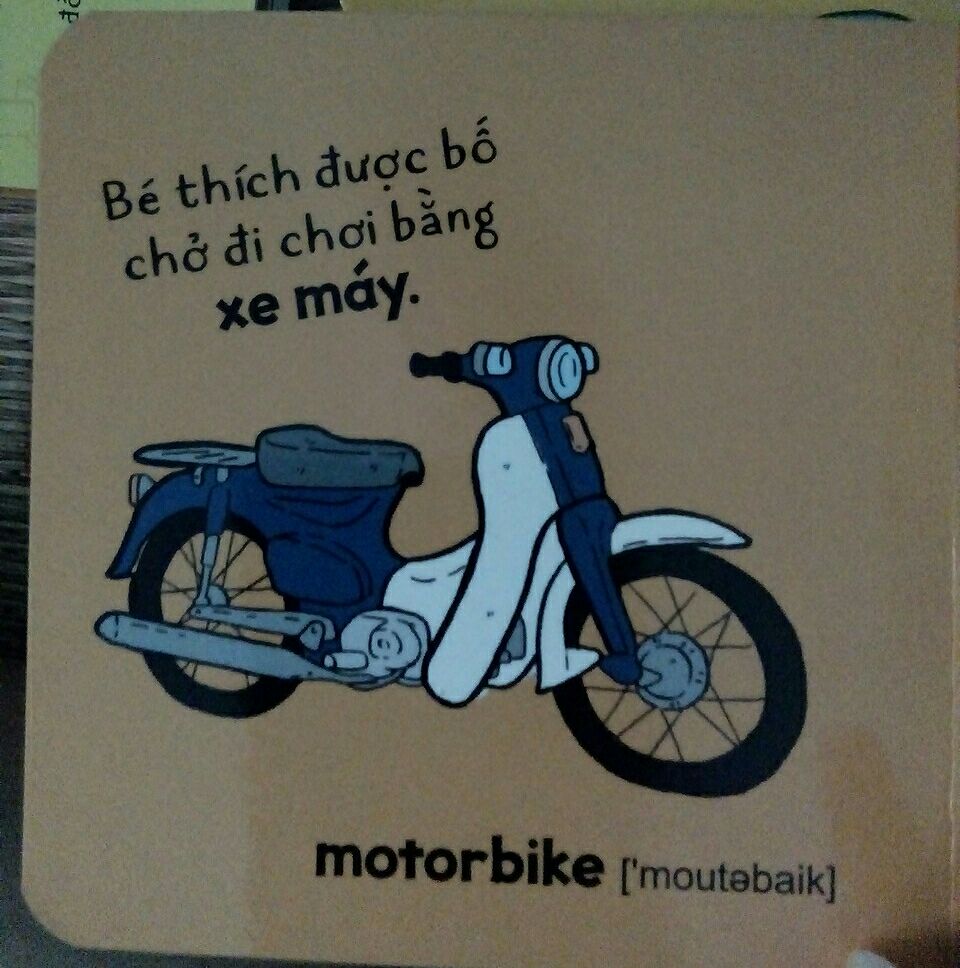 Bé thích được bố
chở đi chơi bằng
xe máy.
motorbike ['moutəbaik]